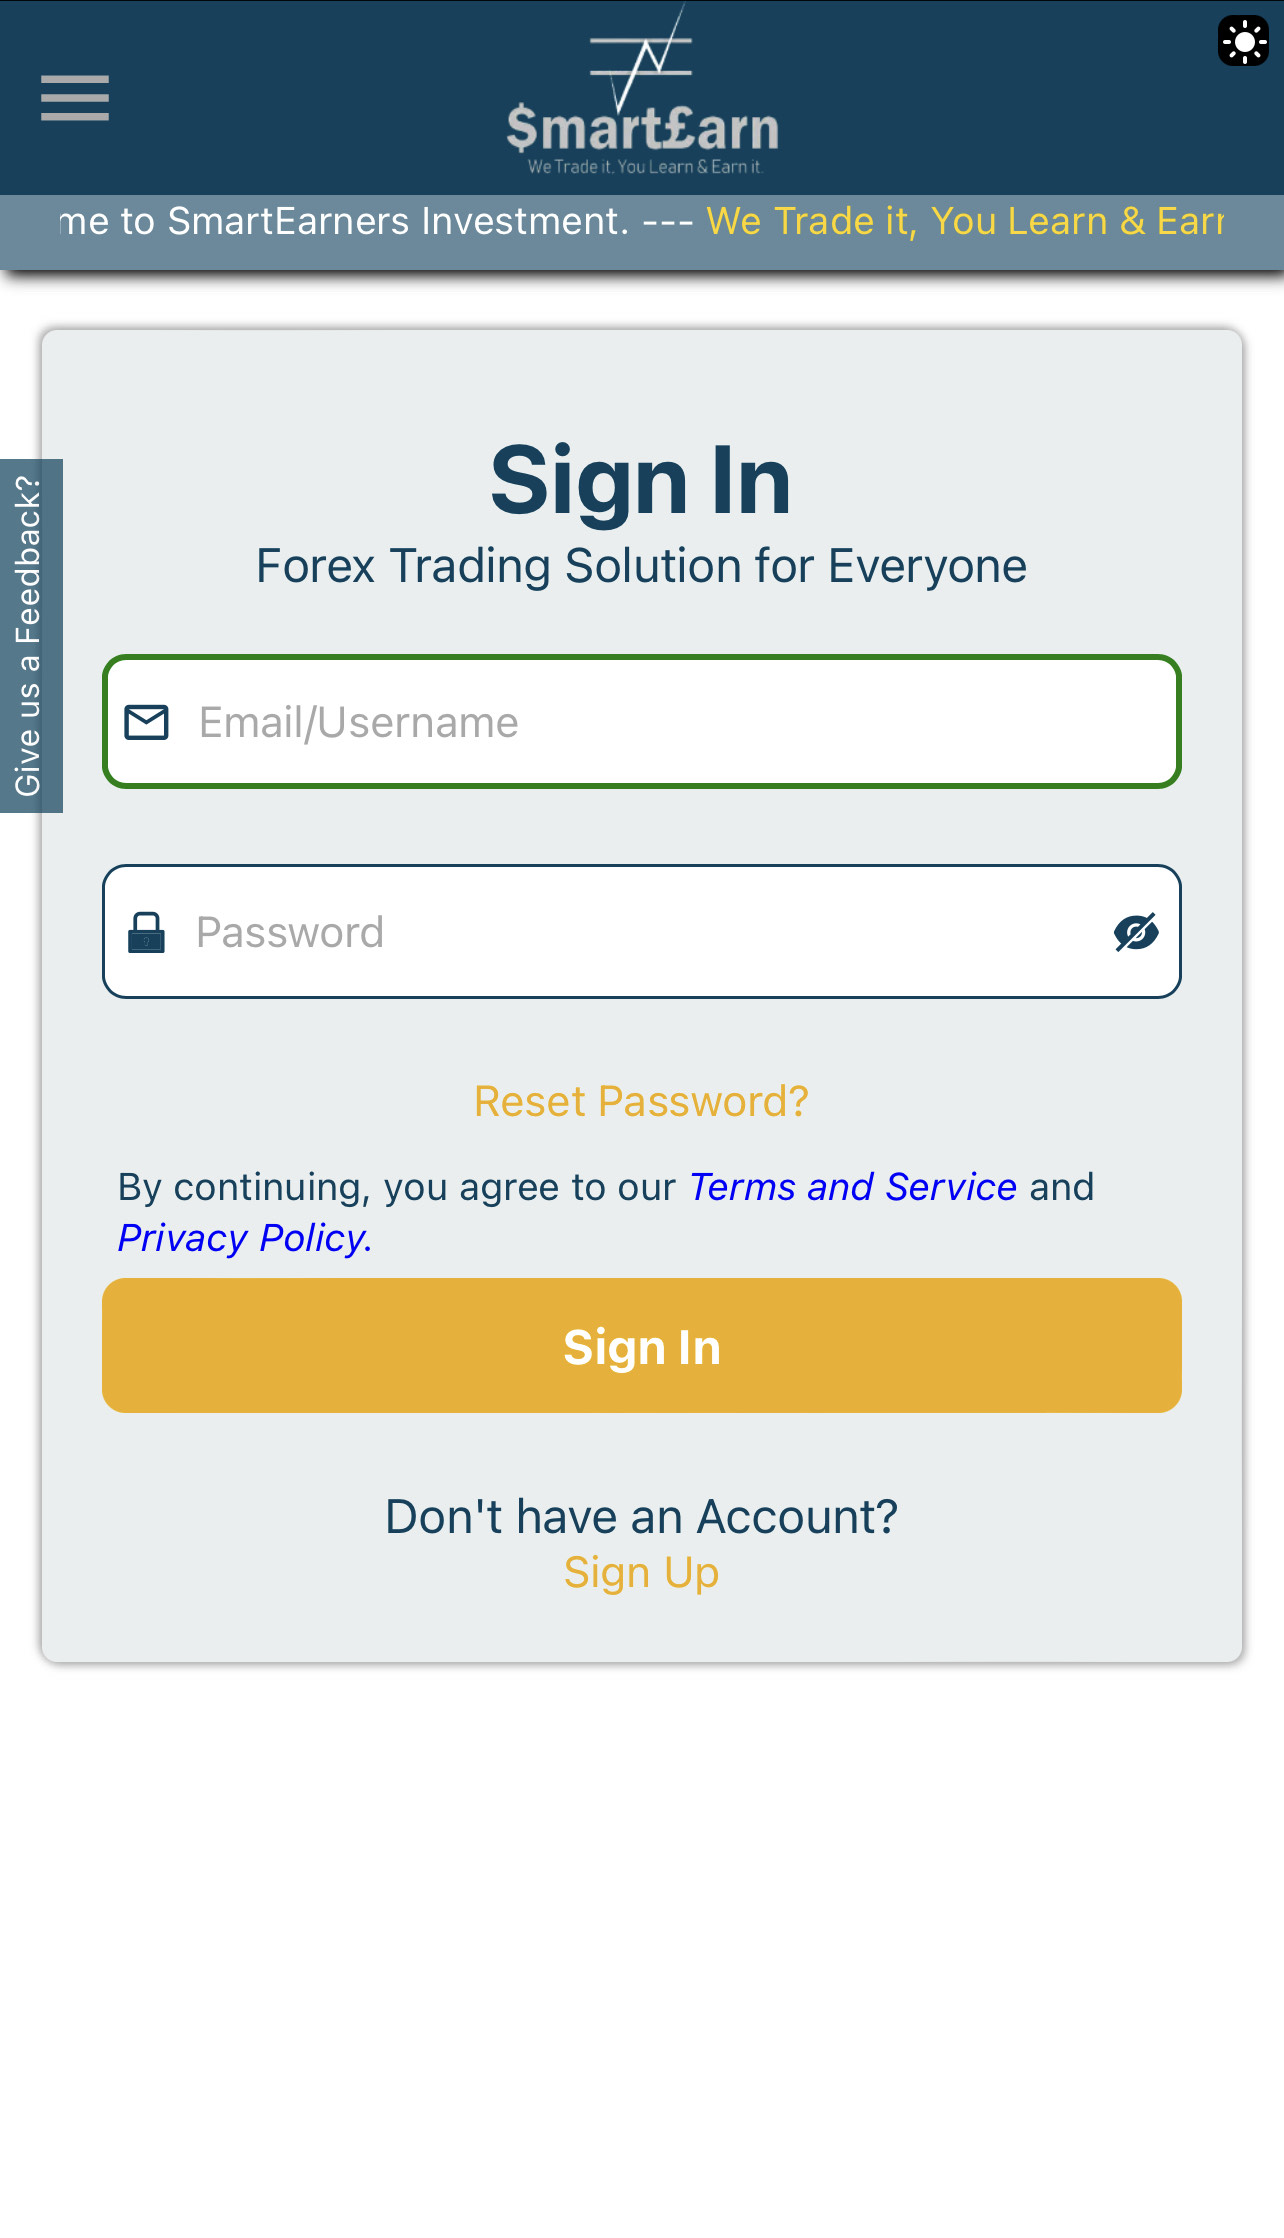 $mart£arn
We Trade it, You Learn & Earn it.
me to SmartEarners Investment. --- We Trade it, You Learn & Earn
Give us a Feedback?
Sign In
Forex Trading Solution for Everyone
Email/Username
Password
Reset Password?
By continuing, you agree to our Terms and Service and
Privacy Policy.
Sign In
Don't have an Account?
Sign Up